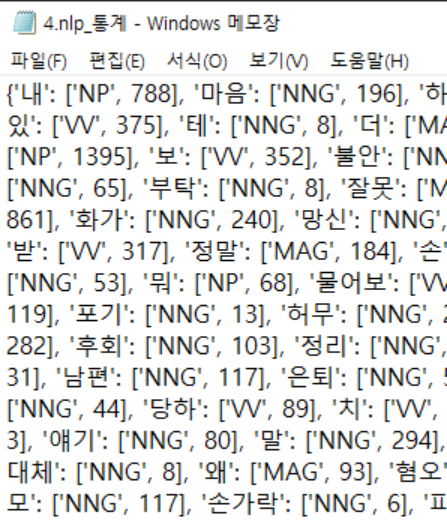 4.nlp_통계 - Windows 메모장
파일(F) 편집(E) 서식(O) 보기(V) 도움말(H)
{'내': ['NP', 788], '마음': ['NNG', 196], '하
있': ['VV', 375], '테': ['NNG', 8], '더': ['MA
['NP', 1395], '보': ['VV', 352], '불안': ['NN
['NNG', 65], '부탁': ['NNG', 8], '잘못': ['M
861], '화가': ['NNG', 240], '망신': ['NNG',
'받': ['VV', 317], '정말': ['MAG', 184], '손'
['NNG', 53], '뭐': ['NP', 68], '물어보': ['VV
119], '포기': ['NNG', 13], '허무': ['NNG', 2
282], '후회': ['NNG', 103], '정리': ['NNG',
31], '남편': ['NNG', 117], '은퇴': ['NNG', 5
['NNG', 44], '당하': ['VV', 89], '치': ['VV',
3], '얘기': ['NNG', 80], '말': ['NNG', 294],
대체': ['NNG', 8], '왜': ['MAG', 93], '혐오'
모': ['NNG', 117], '손가락': ['NNG', 6], '피